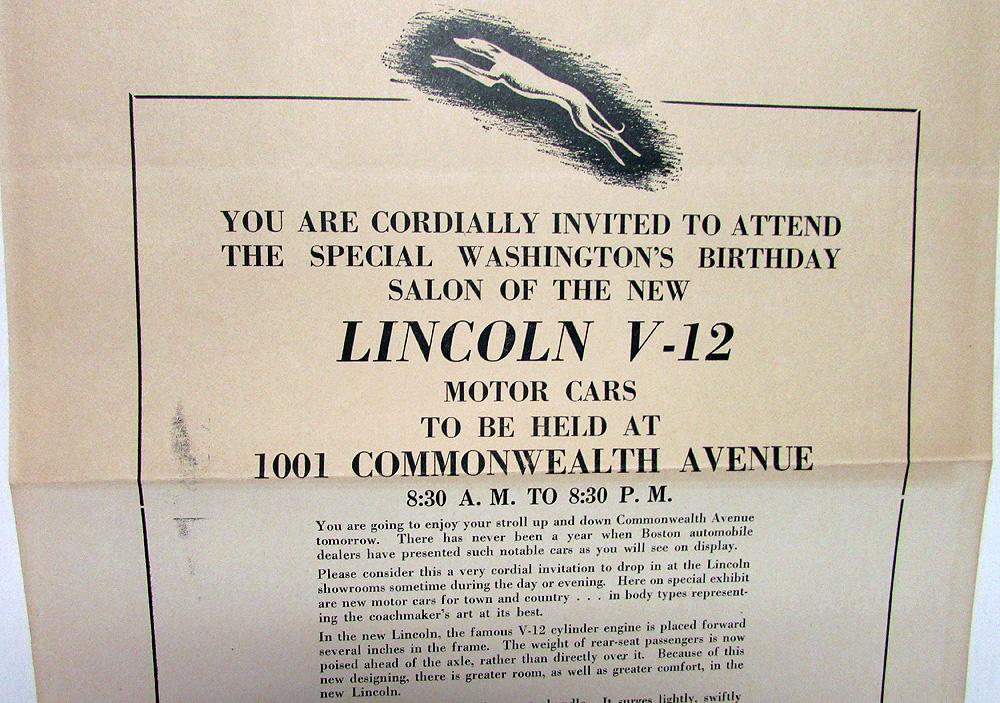 YOU ARE CORDIALLY INVITED TO ATTEND
THE SPECIAL WASHINGTON'S BIRTHDAY
SALON OF THE NEW
LINCOLN V-12
MOTOR CARS
TO BE HELD AT
1001 COMMONWEALTH AVENUE
8:30 A. M. TO 8:30 P. M.
You are going to enjoy your stroll up and down Commonwealth Avenue
tomorrow. There has never been a year when Boston automobile
dealers have presented such notable cars as you will see on display.
Please consider this a very cordial invitation to drop in at the Lincoln
showrooms sometime during the day or evening. Here on special exhibit
are new motor cars for town and country . . . in body types represent-
ing the coachmaker's art at its best.
In the new Lincoln, the famous V-12 cylinder engine is placed forward
several inches in the frame. The weight of rear-seat passengers is now
poised ahead of the axle, rather than directly over it. Because of this
new designing, there is greater room, as well as greater comfort, in the
new Lincoln.
It surges lightly, swiftly